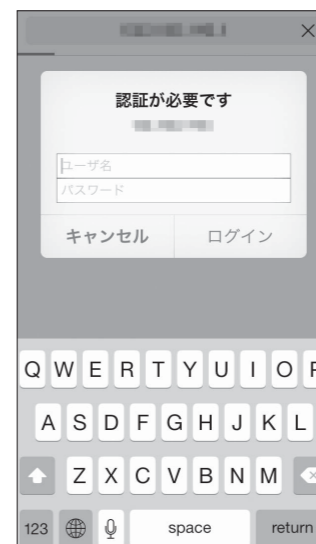 認証が必要です
ユーザ名
パスワード
キャンセル ログイン
Q W E R T Y U I O P
A S D F G H J K L
Z X C V B N M
123 space return